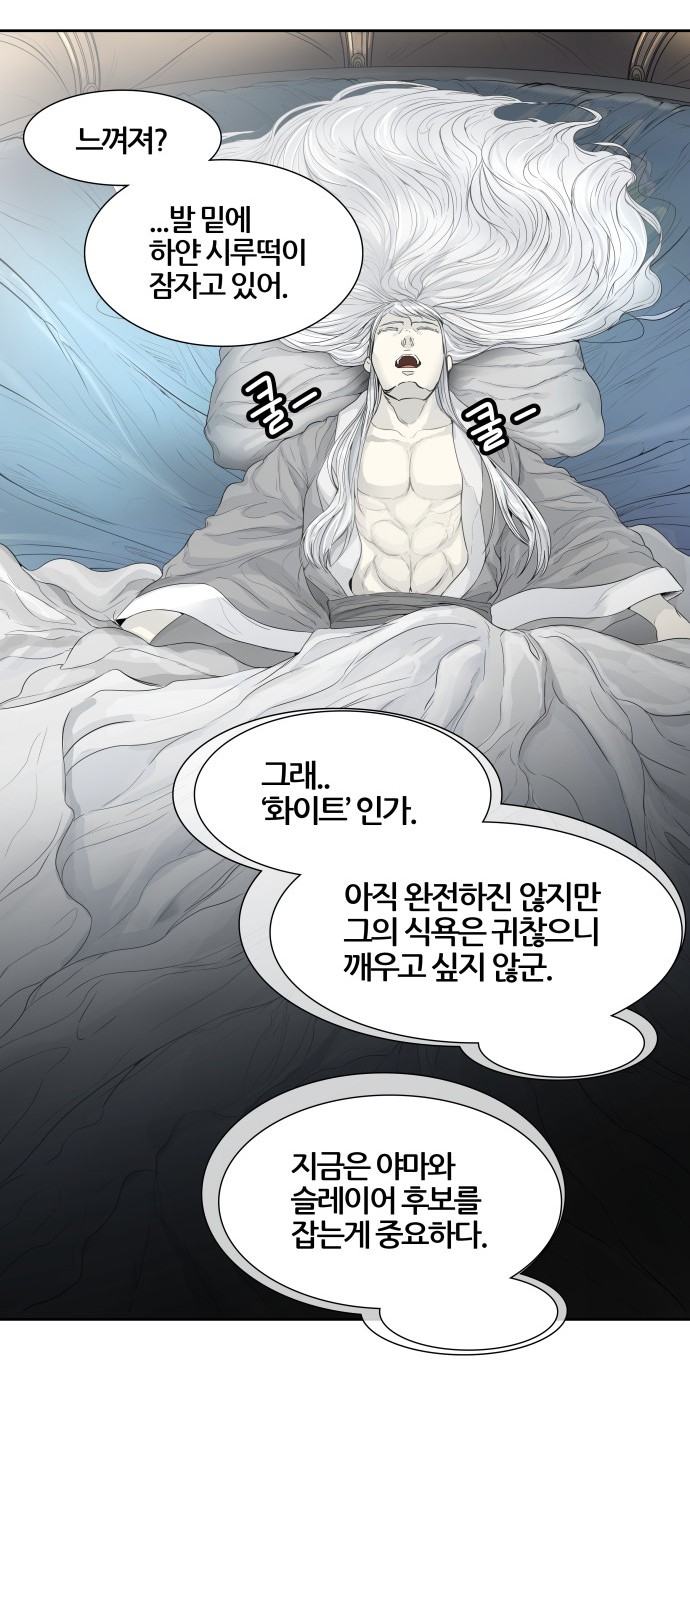 느껴져?
...발 밑에
하얀 시루떡이
잠자고 있어.
쿨-
쿨-
그래..
‘화이트’ 인가.
아직 완전하진 않지만
그의 식욕은 귀찮으니
깨우고 싶지 않군.
지금은 야마와
슬레이어 후보를
잡는게 중요하다.